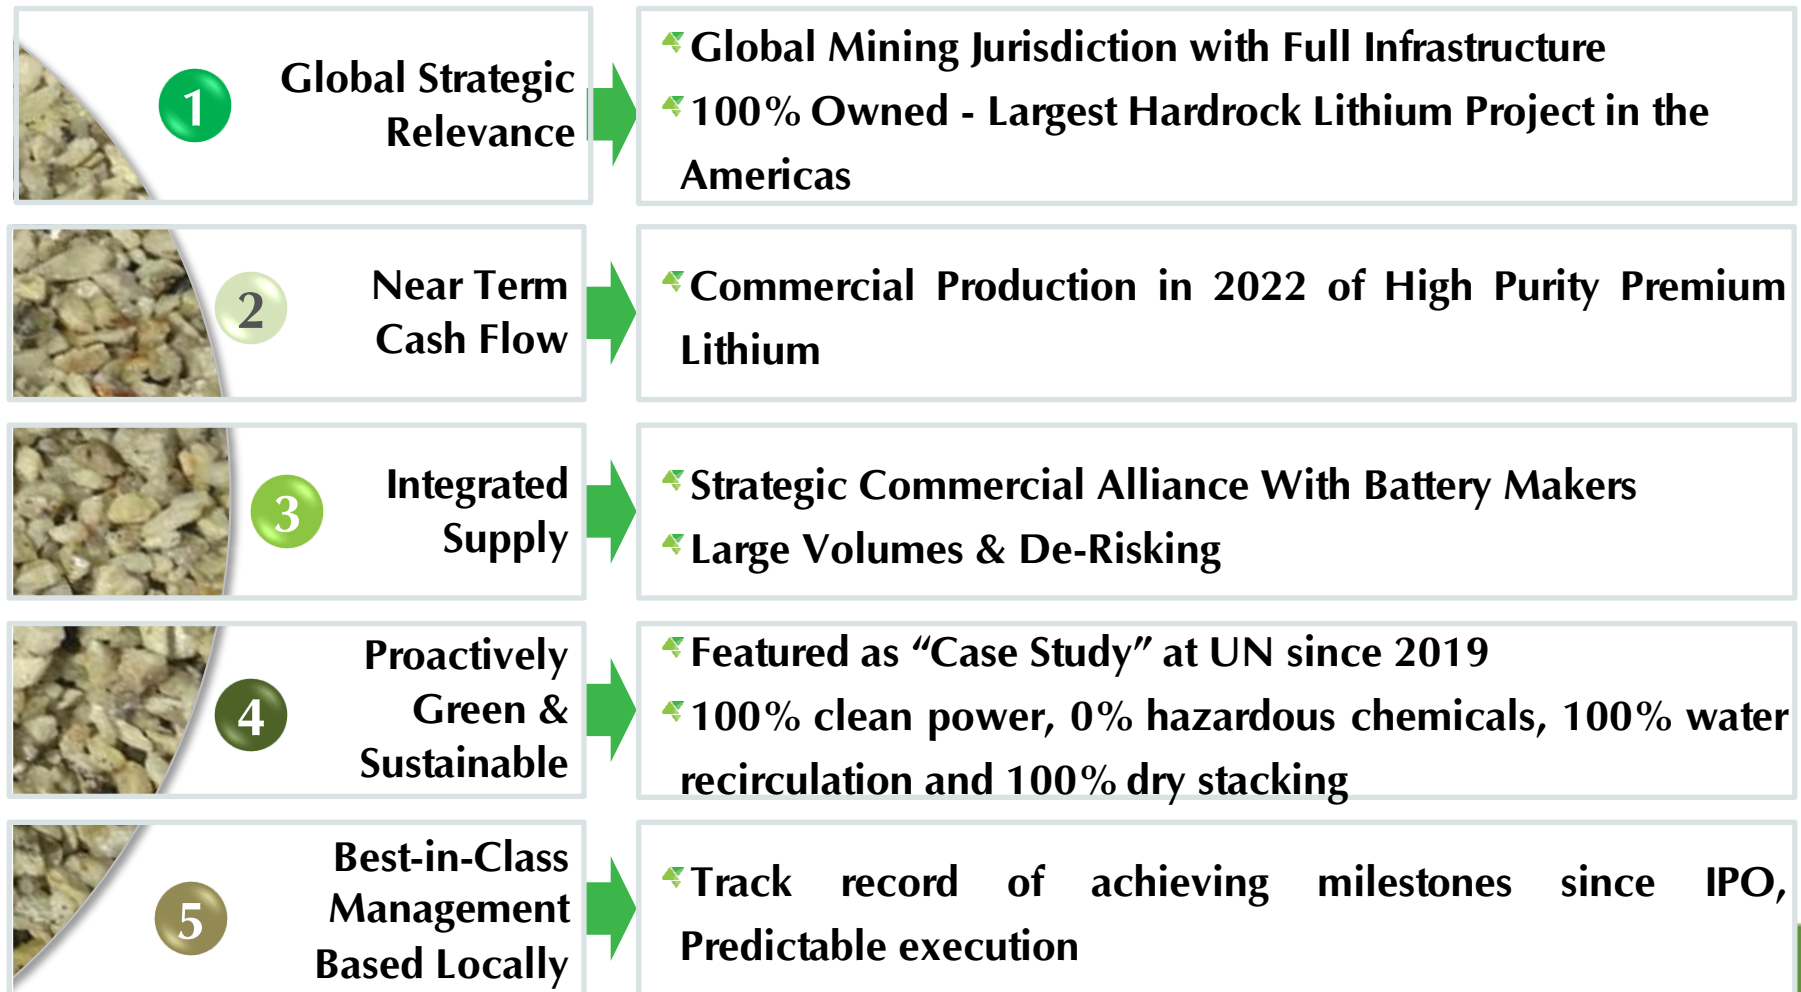 1
Global Strategic
Relevance
Global Mining Jurisdiction with Full Infrastructure
100% Owned - Largest Hardrock Lithium Project in the
Americas
2
Near Term
Cash Flow
Commercial Production in 2022 of High Purity Premium
Lithium
3
Integrated
Supply
Strategic Commercial Alliance With Battery Makers
Large Volumes & De-Risking
4
Proactively
Green &
Sustainable
Featured as “Case Study” at UN since 2019
100% clean power, 0% hazardous chemicals, 100% water
recirculation and 100% dry stacking
5
Best-in-Class
Management
Based Locally
Track record of achieving milestones since IPO,
Predictable execution